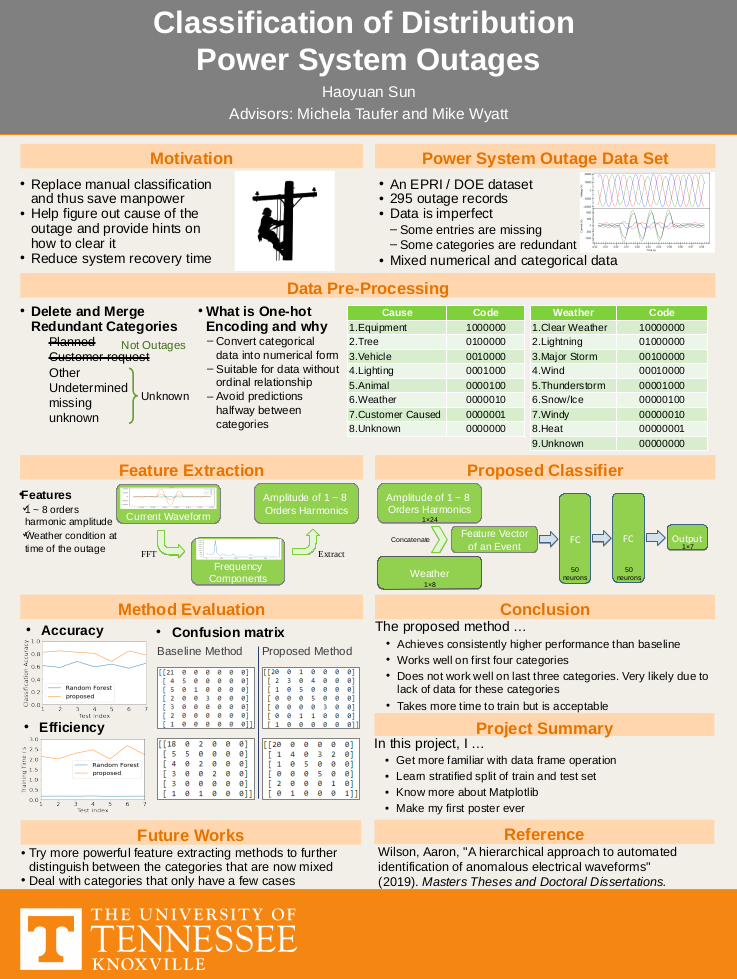 Classification of Distribution
Power System Outages
Haoyuan Sun
Advisors: Michela Taufer and Mike Wyatt
Motivation
• Replace manual classification
and thus save manpower
• Help figure out cause of the
outage and provide hints on
how to clear it
• Reduce system recovery time
Power System Outage Data Set
• An EPRI / DOE dataset
• 295 outage records
• Data is imperfect
– Some entries are missing
– Some categories are redundant
• Mixed numerical and categorical data
Data Pre-Processing
• Delete and Merge
Redundant Categories
Planned
Customer request
Not Outages
Other
Undetermined
missing
unknown
Unknown
• What is One-hot
Encoding and why
– Convert categorical
data into numerical form
– Suitable for data without
ordinal relationship
– Avoid predictions
halfway between
categories
Cause Code
1.Equipment 1000000
2.Tree 0100000
3.Vehicle 0010000
4.Lighting 0001000
5.Animal 0000100
6.Weather 0000010
7.Customer Caused 0000001
8.Unknown 0000000
Weather Code
1.Clear Weather 10000000
2.Lightning 01000000
3.Major Storm 00100000
4.Wind 00010000
5.Thunderstorm 00001000
6.Snow/Ice 00000100
7.Windy 00000010
8.Heat 00000001
9.Unknown 00000000
Feature Extraction
•Features
1 ~ 8 orders
harmonic amplitude
Weather condition at
time of the outage
Current Waveform
FFT
Frequency
Components
Extract
Amplitude of 1 ~ 8
Orders Harmonics
Proposed Classifier
Amplitude of 1 ~ 8
Orders Harmonics
1×24
Concatenate
Weather
1×8
Feature Vector
of an Event
FC
50
neurons
FC
50
neurons
Output
1×7
Method Evaluation
• Accuracy
Classification Accuracy
1.0
0.8
0.6
0.4
0.2
0.0
Random Forest
proposed
1 2 3 4 5 6 7
Test Index
• Efficiency
Training Time / s
3.0
2.5
2.0
1.5
1.0
0.5
0.0
Random Forest
proposed
1 2 3 4 5 6 7
Test Index
• Confusion matrix
Baseline Method
[[21 0 0 0 0 0 0]
[ 4 5 0 0 0 0 0]
[ 5 0 1 0 0 0 0]
[ 2 0 0 3 0 0 0]
[ 3 0 0 0 0 0 0]
[ 2 0 0 0 0 0 0]
[ 1 0 0 0 0 0 0]]
[[18 0 2 0 0 0]
[ 5 5 0 0 0 0]
[ 4 0 2 0 0 0]
[ 3 0 0 2 0 0]
[ 3 0 0 0 0 0]
[ 1 0 1 0 0 0]]
Proposed Method
[[20 0 0 1 0 0 0 0]
[[20 0 0 0 0 0]
[ 1 4 0 3 2 0]
[ 1 0 5 0 0 0]
[ 0 0 0 5 0 0]
[ 2 0 0 0 1 0]
[ 0 1 0 0 0 1]]
Conclusion
The proposed method …
• Achieves consistently higher performance than baseline
• Works well on first four categories
• Does not work well on last three categories. Very likely due to
lack of data for these categories
• Takes more time to train but is acceptable
Project Summary
In this project, I …
• Get more familiar with data frame operation
• Learn stratified split of train and test set
• Know more about Matplotlib
• Make my first poster ever
Future Works
• Try more powerful feature extracting methods to further
distinguish between the categories that are now mixed
• Deal with categories that only have a few cases
Reference
Wilson, Aaron, "A hierarchical approach to automated
identification of anomalous electrical waveforms"
(2019). Masters Theses and Doctoral Dissertations.
T
THE UNIVERSITY OF
TENNESSEE
KNOXVILLE